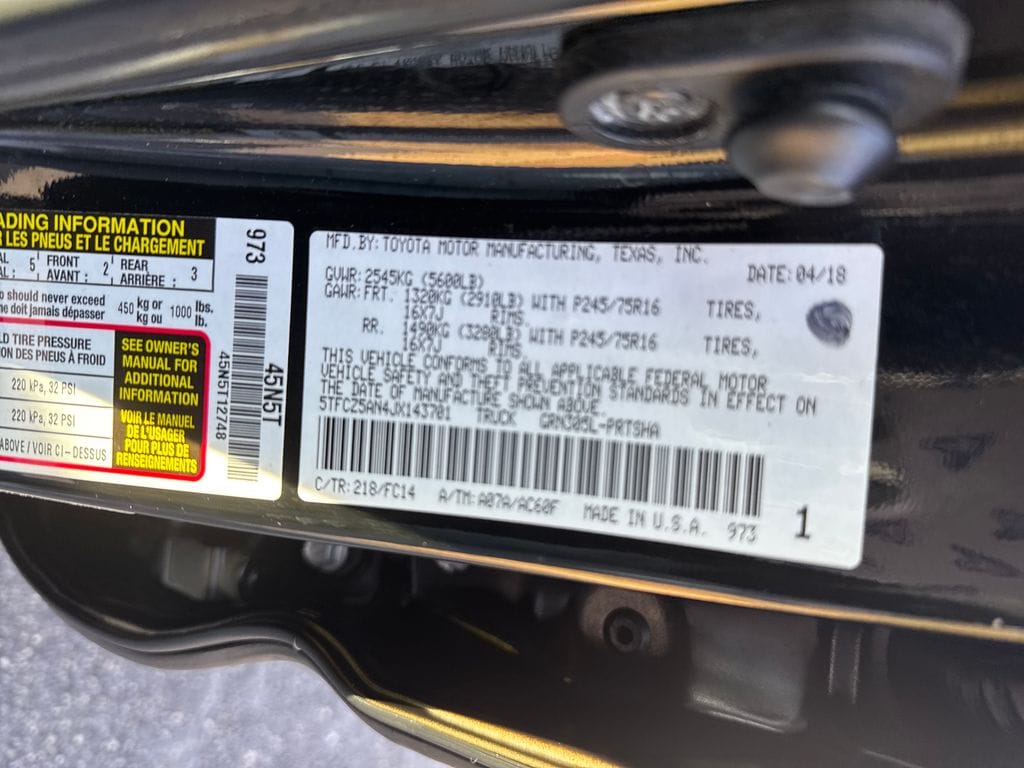 ADING INFORMATION
R LES PNEUS ET LE CHARGEMENT
AL : 5 FRONT AVANT : 2 REAR ARRIÈRE : 3
o should never exceed 450 kg or 1000 lbs.
ne doit jamais dépasser kg ou lb.
LD TIRE PRESSURE
ION DES PNEUS À FROID
220 kPa, 32 PSI
220 kPa, 32 PSI
ABOVE / VOIR CI-DESSUS
SEE OWNER'S
MANUAL FOR
ADDITIONAL
INFORMATION
VOIR LE MANUEL
DE L'USAGER
POUR PLUS DE
RENSEIGNEMENTS
973
45N5T
45N5T12748
MFD.BY:TOYOTA MOTOR MANUFACTURING, TEXAS, INC.
DATE:04/18
GVWR:2545KG (5600LB)
GAWR:FRT. 1320KG (2910LB) WITH P245/75R16 TIRES,
16X7J RIMS.
RR. 1490KG (3280LB) WITH P245/75R16 TIRES,
16X7J RIMS.
THIS VEHICLE CONFORMS TO ALL APPLICABLE FEDERAL MOTOR
VEHICLE SAFETY AND THEFT PREVENTION STANDARDS IN EFFECT ON
THE DATE OF MANUFACTURE SHOWN ABOVE.
5TFCZ5AN4JX143701 TRUCK GRN305L-PRTSHA
C/TR:218/FC14 A/TM:A07A/AC60F MADE IN U.S.A. 973
1